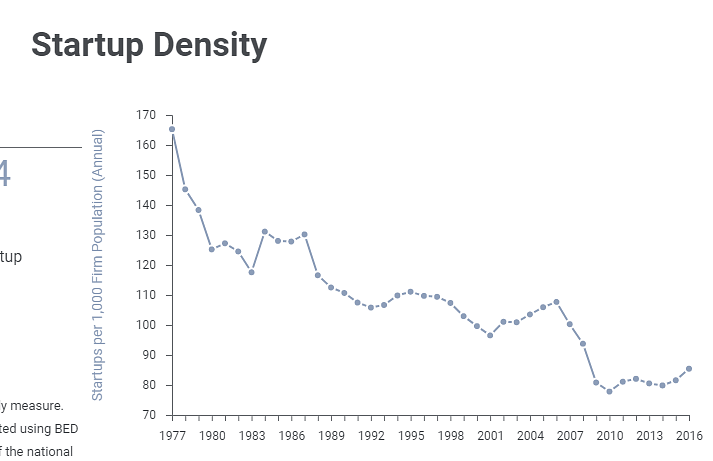 Startup Density
4
tup
ly measure.
ted using BED
f the national
Startups per 1,000 Firm Population (Annual)
170
160
150
140
130
120
110
100
90
80
70
1977 1980 1983 1986 1989 1992 1995 1998 2001 2004 2007 2010 2013 2016